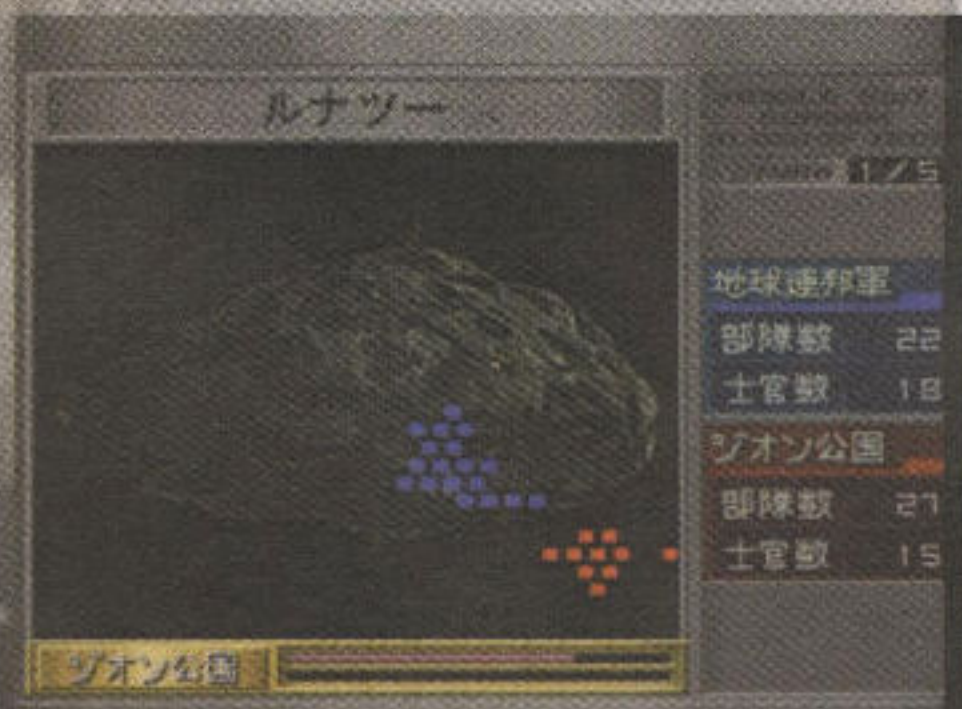 ルナツー
1/5
地球連邦軍
部隊数 22
士官数 18
ジオン公国
部隊数 27
士官数 15
ジオン公国